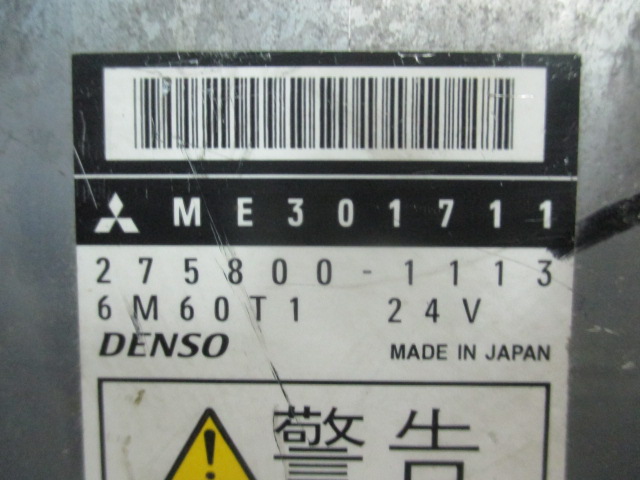 ME301711
275800-1113
6M60T1 24V
DENSO MADE IN JAPAN
警告